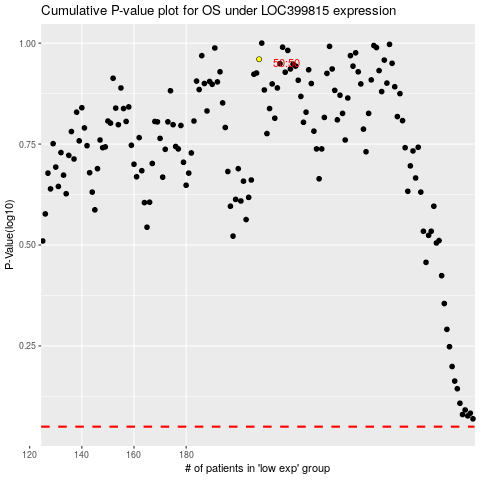 Cumulative P-value plot for OS under LOC399815 expression
1.00
0.75
0.50
0.25
P-Value(log10)
50:50
120 140 160 180
# of patients in 'low exp' group